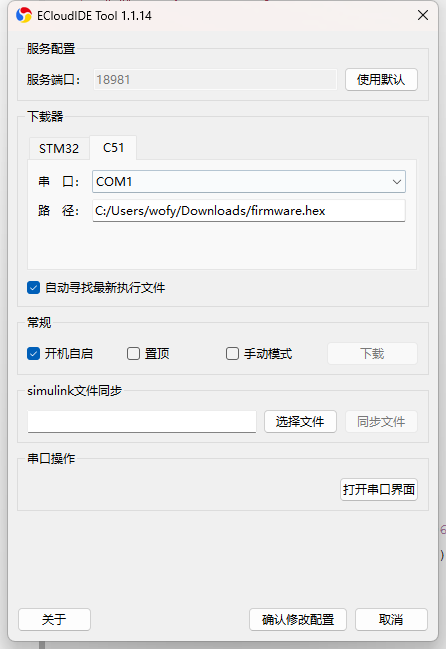 ECloudIDE Tool 1.1.14
服务配置
服务端口： 18981 使用默认
下载器
STM32 C51
串 口： COM1
路 径： C:/Users/wofy/Downloads/firmware.hex
自动寻找最新执行文件
常规
开机自启 置顶 手动模式 下载
simulink文件同步
选择文件 同步文件
串口操作
打开串口界面
关于 确认修改配置 取消